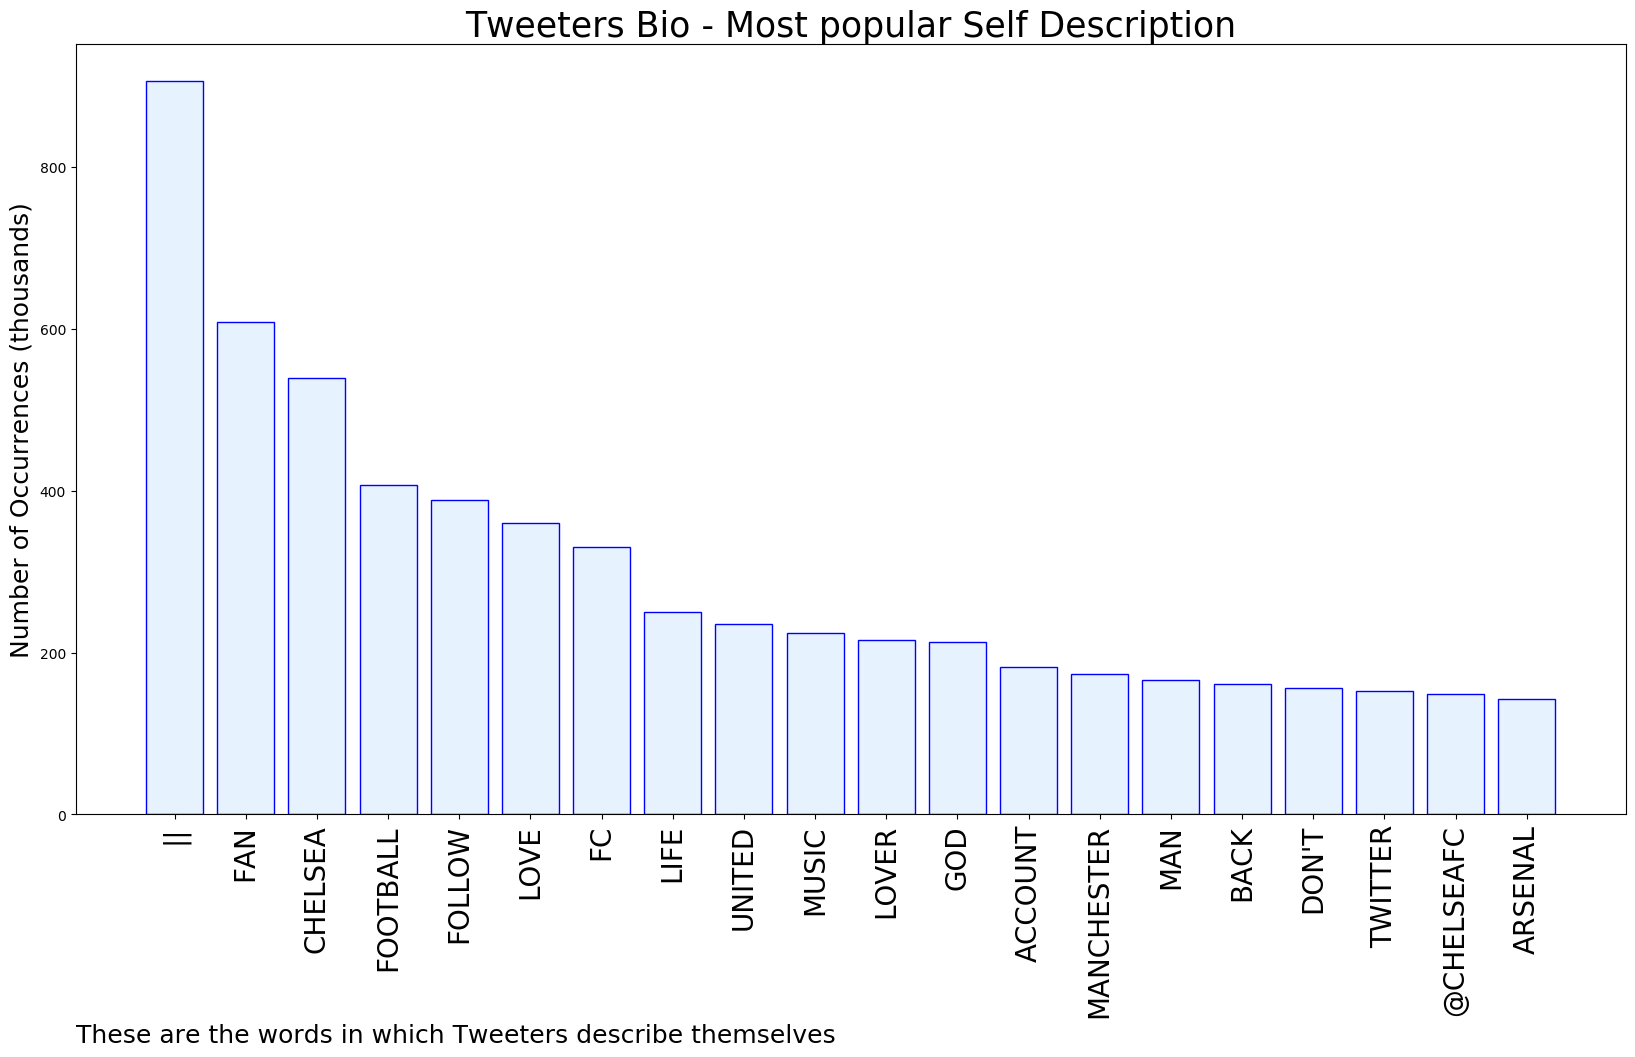 Tweeters Bio - Most popular Self Description
Number of Occurrences (thousands)
800
600
400
200
0
||
FAN
CHELSEA
FOOTBALL
FOLLOW
LOVE
FC
LIFE
UNITED
MUSIC
LOVER
GOD
ACCOUNT
MANCHESTER
MAN
BACK
DON'T
TWITTER
@CHELSEAFC
ARSENAL
These are the words in which Tweeters describe themselves